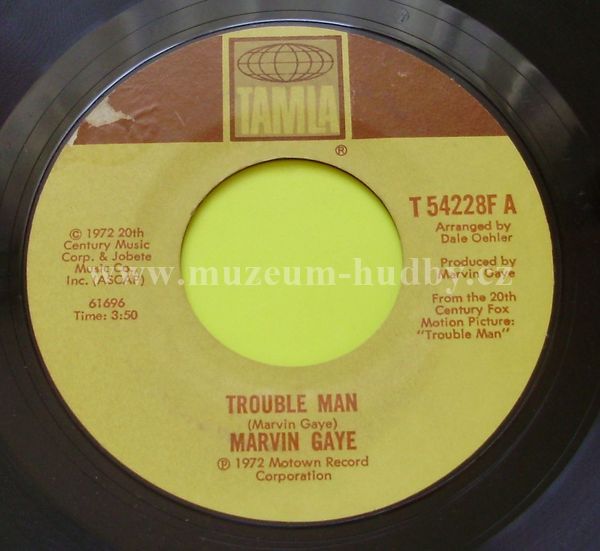 TAMLA
®
© 1972 20th
Century Music
Corp. & Jobete
Music Co.
Inc. (ASCAP)
61696
Time: 3:50
T 54228F A
Arranged by
Dale Oehler
Produced by
Marvin Gaye
From the 20th
Century Fox
Motion Picture:
"Trouble Man"
www.muzeum-hudby.cz
TROUBLE MAN
(Marvin Gaye)
MARVIN GAYE
℗ 1972 Motown Record
Corporation